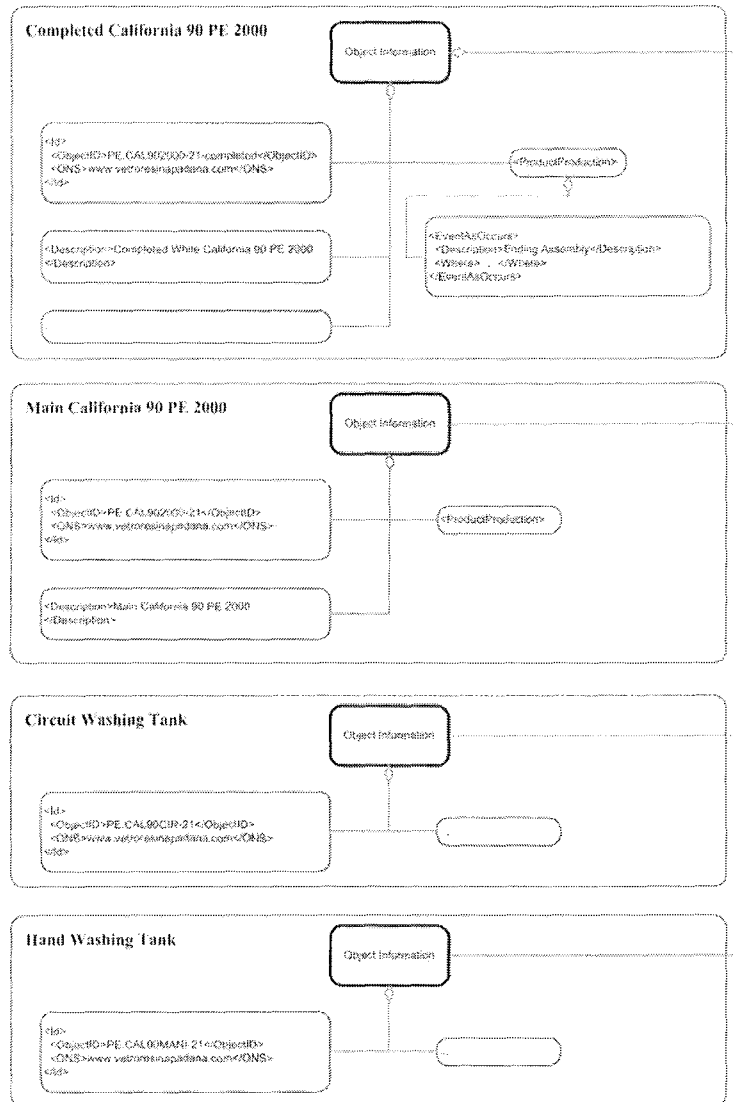 Completed California 90 PE 2000
Object Information
<Id>
<ObjectID>PE.CAL902000-21-completed</ObjectID>
<ONS>www.vetroresinapadana.com</ONS>
</Id>
<ProductProduction>
<Description>Completed White California 90 PE 2000
</Description>
<EventAsOccurs>
<Description>Ending Assembly</Description>
<Where> . </Where>
</EventAsOccurs>
Main California 90 PE 2000
Object Information
<Id>
<ObjectID>PE.CAL902000-21</ObjectID>
<ONS>www.vetroresinapadana.com</ONS>
</Id>
<ProductProduction>
<Description>Main California 90 PE 2000
</Description>
Circuit Washing Tank
Object Information
<Id>
<ObjectID>PE.CAL90CIR-21</ObjectID>
<ONS>www.vetroresinapadana.com</ONS>
</Id>
Hand Washing Tank
Object Information
<Id>
<ObjectID>PE.CAL90MANI-21</ObjectID>
<ONS>www.vetroresinapadana.com</ONS>
</Id>